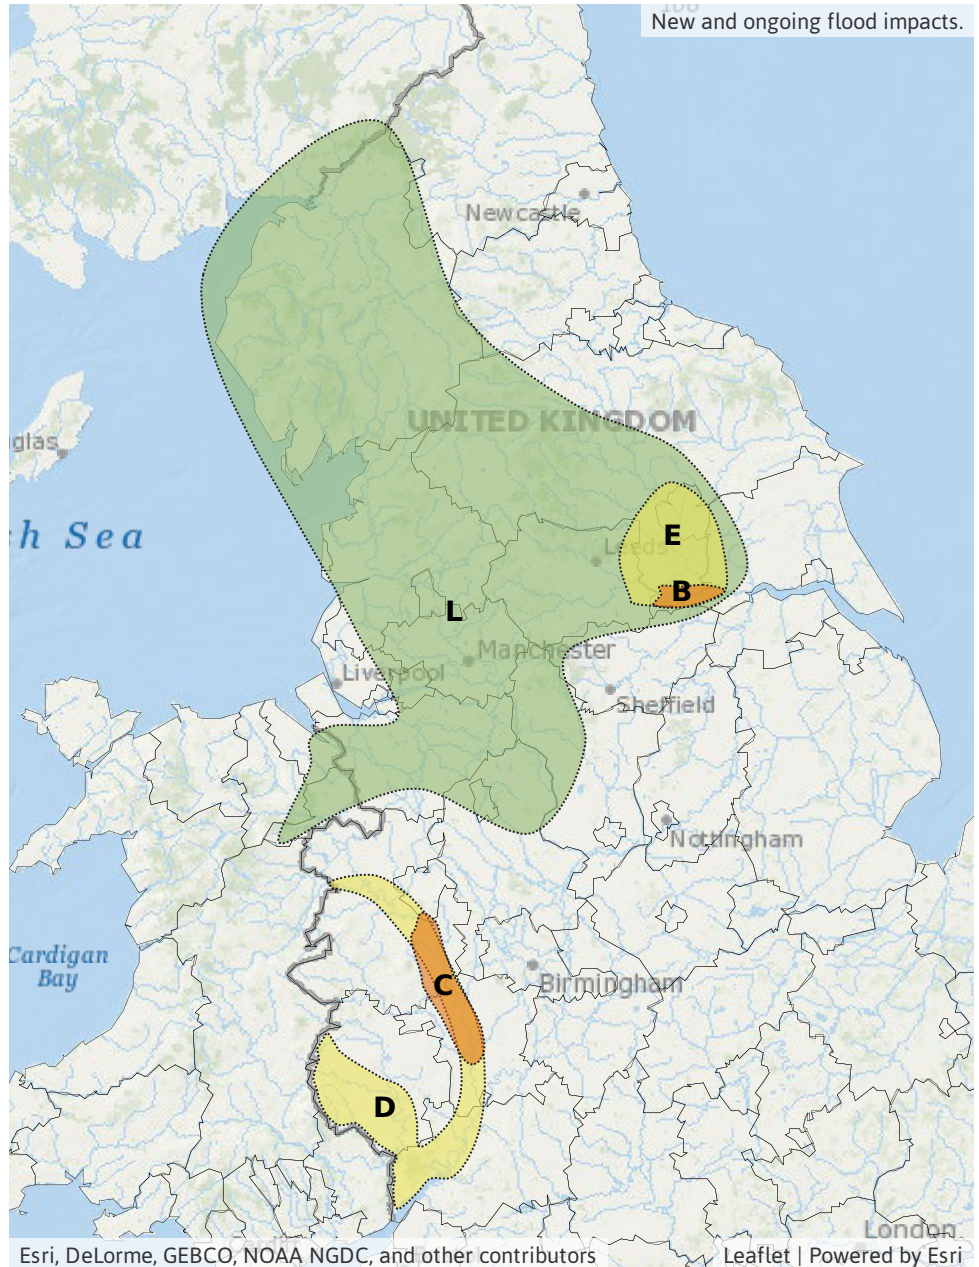 New and ongoing flood impacts.
Newcastle
UNITED KINGDOM
glas
h Sea
E
Leeds
B
L
Manchester
Liverpool
Sheffield
Nottingham
Cardigan
Bay
C
Birmingham
D
London
Esri, DeLorme, GEBCO, NOAA NGDC, and other contributors
Leaflet | Powered by Esri